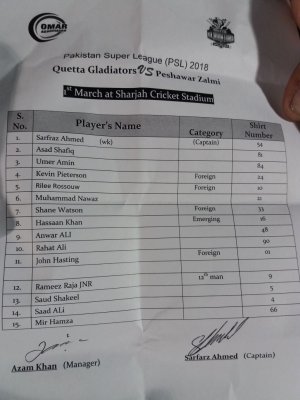 OMAR
Pakistan Super League (PSL) 2018
Quetta Gladiators VS Peshawar Zalmi
1st March at Sharjah Cricket Stadium
S. No. Player's Name Category Shirt Number
1. Sarfraz Ahmed (wk) (Captain) 54
2. Asad Shafiq 81
3. Umer Amin 84
4. Kevin Pieterson Foreign 24
5. Rilee Rossouw Foreign 10
6. Muhammad Nawaz 21
7. Shane Watson Foreign 33
8. Hassaan Khan Emerging 16
9. Anwar ALI 48
10. Rahat Ali 90
11. John Hasting Foreign 01
12. Rameez Raja JNR 12th man 9
13. Saud Shakeel 5
14. Saad ALi 4
15. Mir Hamza 66
Azam Khan (Manager) Sarfarz Ahmed (Captain)